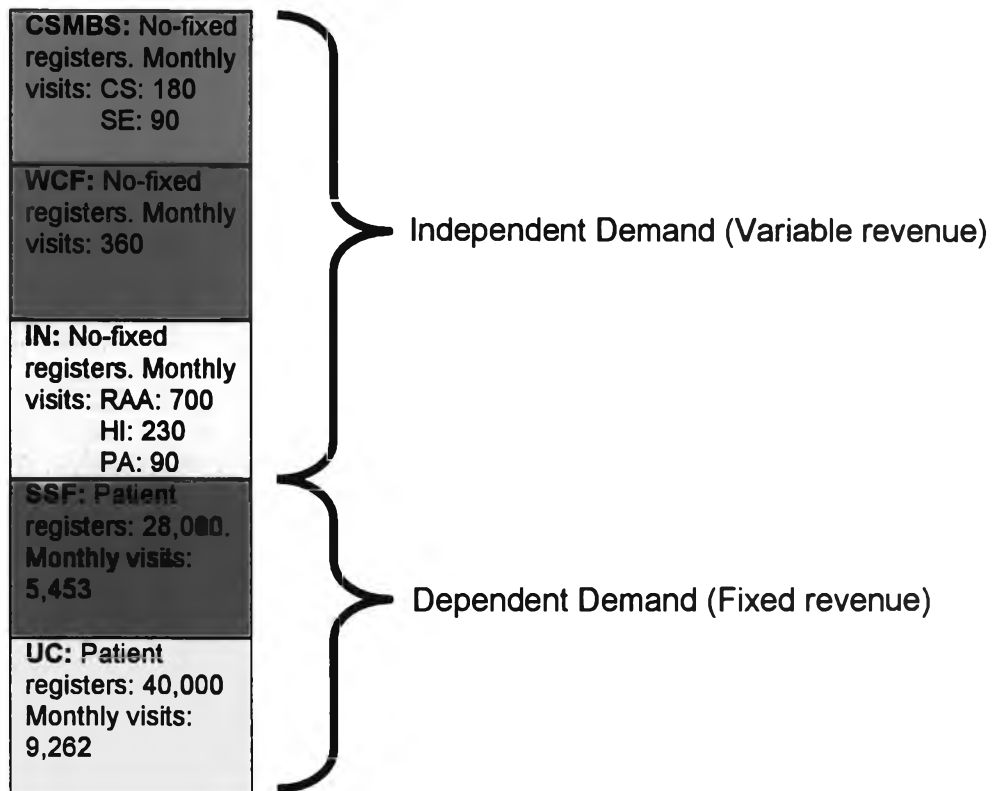 CSMBS: No-fixed
registers. Monthly
visits: CS: 180
SE: 90
WCF: No-fixed
registers. Monthly
visits: 360
IN: No-fixed
registers. Monthly
visits: RAA: 700
HI: 230
PA: 90
Independent Demand (Variable revenue)
SSF: Patient
registers: 28,000.
Monthly visits:
5,453
UC: Patient
registers: 40,000
Monthly visits:
9,262
Dependent Demand (Fixed revenue)